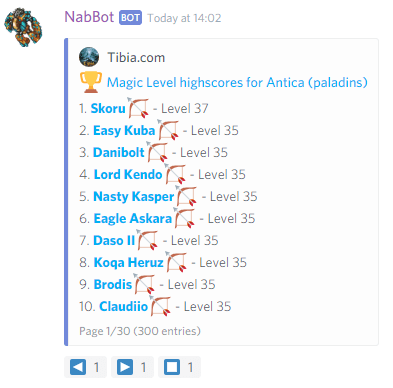 NabBot BOT Today at 14:02
Tibia.com
Magic Level highscores for Antica (paladins)
1. Skoru - Level 37
2. Easy Kuba - Level 35
3. Danibolt - Level 35
4. Lord Kendo - Level 35
5. Nasty Kasper - Level 35
6. Eagle Askara - Level 35
7. Daso II - Level 35
8. Koqa Heruz - Level 35
9. Brodis - Level 35
10. Claudiio - Level 35
Page 1/30 (300 entries)
1 1 1